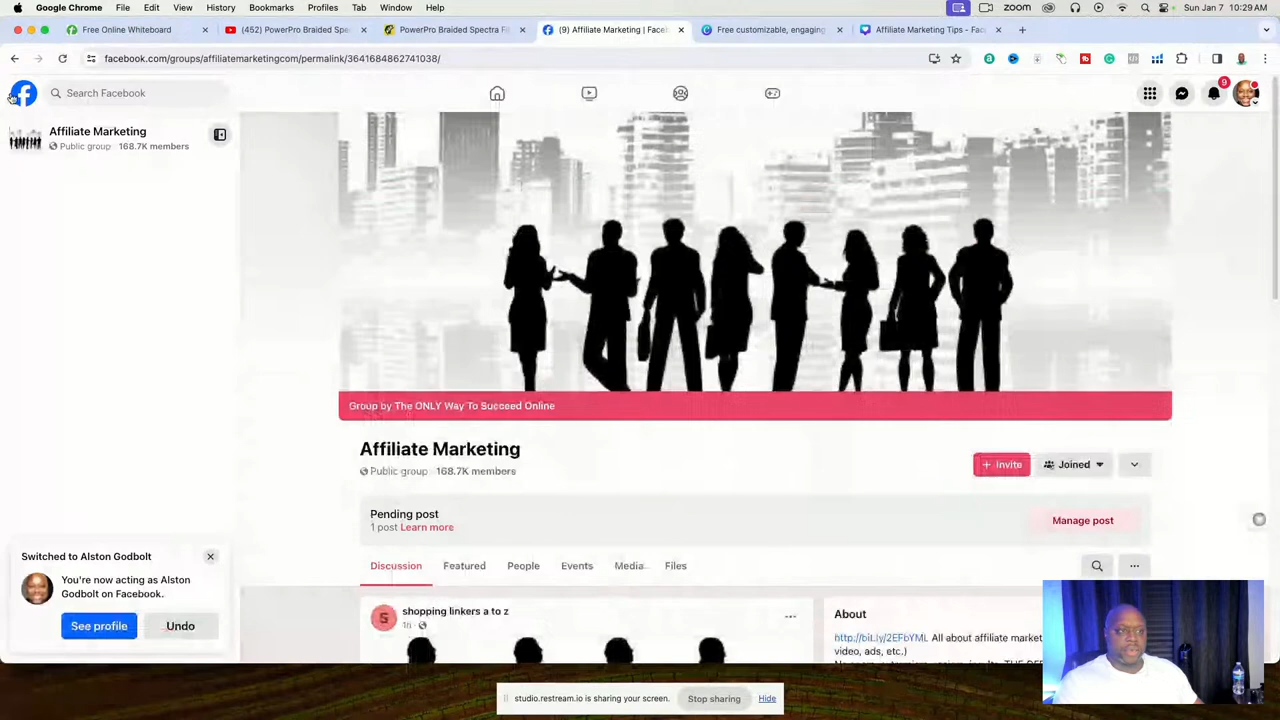 Google Chrome File Edit View History Bookmarks Profiles Tab Window Help zoom Sun Jan 7 10:29 AM
Free Online Whiteboard (452) PowerPro Braided Spec PowerPro Braided Spectra Fi (9) Affiliate Marketing | Faceb Free customizable, engaging Affiliate Marketing Tips - Fac
facebook.com/groups/affiliatemarketingcom/permalink/3641684862741038/
Search Facebook
9
Affiliate Marketing
Public group · 168.7K members
Group by The ONLY Way To Succeed Online
Affiliate Marketing
Public group · 168.7K members
+ Invite Joined
Pending post
1 post Learn more
Manage post
Discussion Featured People Events Media Files
Switched to Alston Godbolt
You're now acting as Alston
Godbolt on Facebook.
See profile Undo
S shopping linkers a to z
1h
About
http://bit.ly/2EFbYML All about affiliate market
video, ads, etc.)
studio.restream.io is sharing your screen. Stop sharing Hide